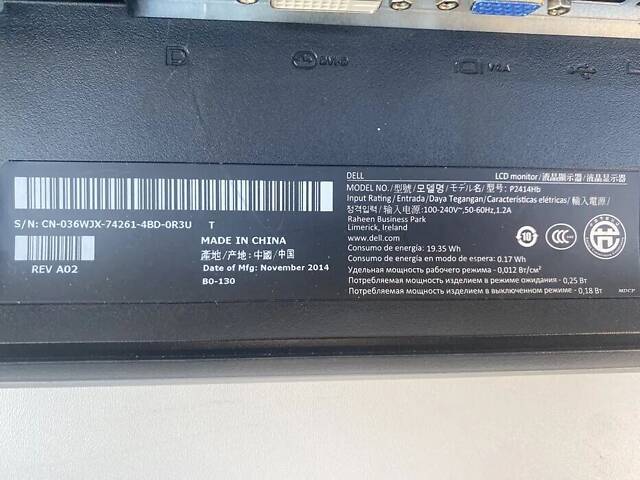 DVI-D
VGA
S/N: CN-036WJX-74261-4BD-0R3U T
MADE IN CHINA
產地/产地: 中國/中国
REV A02
Date of Mfg: November 2014
B0-130
DELL LCD monitor/液晶顯示器/液晶显示器
MODEL NO./型號/모델명/モデル名/型号: P2414Hb
Input Rating/Entrada/Daya Tegangan/Características elétricas/輸入電源/
정격입력/输入电源:100-240V~,50-60Hz,1.2A
Raheen Business Park
Limerick, Ireland
www.dell.com
Consumo de energía: 19.35 Wh
Consumo de energía en modo de espera: 0.17 Wh
Удельная мощность рабочего режима - 0,012 Вт/см²
Потребляемая мощность изделием в режиме ожидания - 0,25 Вт
Потребляемая мощность изделием в выключенном режиме - 0,18 Вт
10
MDCP